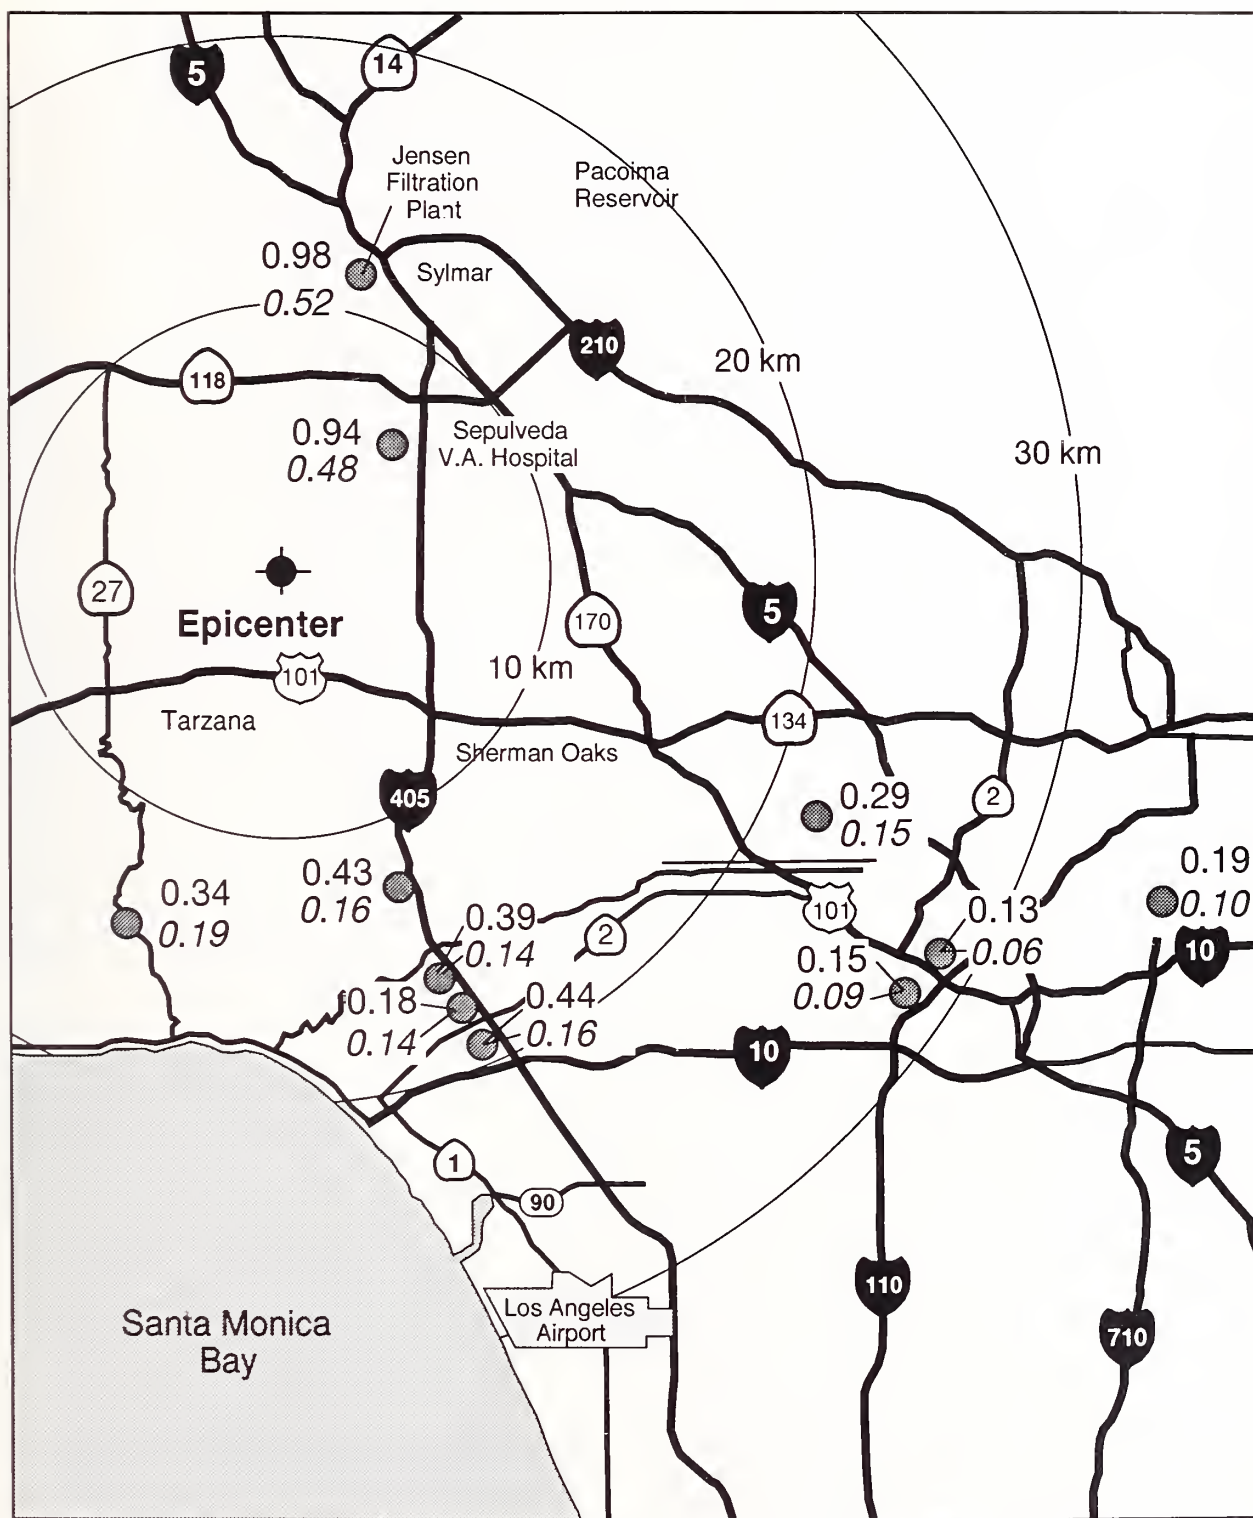 5
14
Jensen
Filtration
Plant
Pacoima
Reservoir
0.98
0.52
Sylmar
210
20 km
118
0.94
0.48
Sepulveda
V.A. Hospital
30 km
27
Epicenter
170
5
101
10 km
Tarzana
134
Sherman Oaks
405
2
0.29
0.15
0.19
0.10
0.34
0.19
0.43
0.16
0.39
0.14
2
101
0.13
0.06
10
0.18
0.14
0.44
0.16
0.15
0.09
10
1
90
5
110
Los Angeles
Airport
Santa Monica
Bay
710